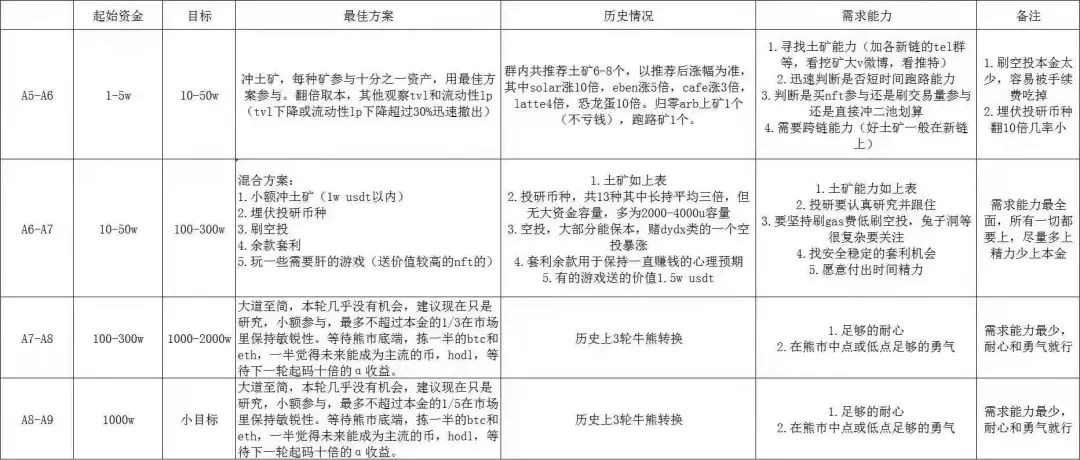 起始资金 目标 最佳方案 历史情况 需求能力 备注
A5-A6
1-5w
10-50w
冲土矿，每种矿参与十分之一资产，用最佳方
案参与。翻倍取本，其他观察tvl和流动性lp
（tvl下降或流动性lp下降超过30%迅速撤出）
群内共推荐土矿6-8个，以推荐后涨幅为准，
其中solar涨10倍，eben涨5倍，cafe涨3倍，
latte4倍，恐龙蛋10倍。归零arb上矿1个
（不亏钱），跑路矿1个。
1.寻找土矿能力（加各新链的tel群
等，看挖矿大v微博，看推特）
2.迅速判断是否短时间跑路能力
3.判断是买nft参与还是刷交易量参与
还是直接冲二池划算
4.需要跨链能力（好土矿一般在新链
上）
1.刷空投本金太
少，容易被手续
费吃掉
2.埋伏投研币种
翻10倍几率小
A6-A7
10-50w
100-300w
混合方案：
1.小额冲土矿（1w usdt以内）
2.埋伏投研币种
3.刷空投
4.余款套利
5.玩一些需要肝的游戏（送价值较高的nft的）
1.土矿如上表
2.投研币种，共13种其中长持平均三倍，但
无大资金容量，多为2000-4000u容量
3.空投，大部分能保本，赌dydx类的一个空
投暴涨
4.套利余款用于保持一直赚钱的心理预期
5.有的游戏送的价值1.5w usdt
1.土矿能力如上表
2.投研要认真研究并跟住
3.要坚持刷gas费低刷空投，兔子洞等
很复杂要关注
4.找安全稳定的套利机会
5.愿意付出时间精力
需求能力最全
面，所有一切都
要上，尽量多上
精力少上本金
A7-A8
100-300w
1000-2000w
大道至简，本轮几乎没有机会，建议现在只是
研究，小额参与，最多不超过本金的1/3在市场
里保持敏锐性。等待熊市底端，拣一半的btc和
eth，一半觉得未来能成为主流的币，hodl，等
待下一轮起码十倍的α收益。
历史上3轮牛熊转换
1.足够的耐心
2.在熊市中点或低点足够的勇气
需求能力最少，
耐心和勇气就行
A8-A9
1000w
小目标
大道至简，本轮几乎没有机会，建议现在只是
研究，小额参与，最多不超过本金的1/5在市场
里保持敏锐性。等待熊市底端，拣一半的btc和
eth，一半觉得未来能成为主流的币，hodl，等
待下一轮起码十倍的α收益。
历史上3轮牛熊转换
1.足够的耐心
2.在熊市中点或低点足够的勇气
需求能力最少，
耐心和勇气就行